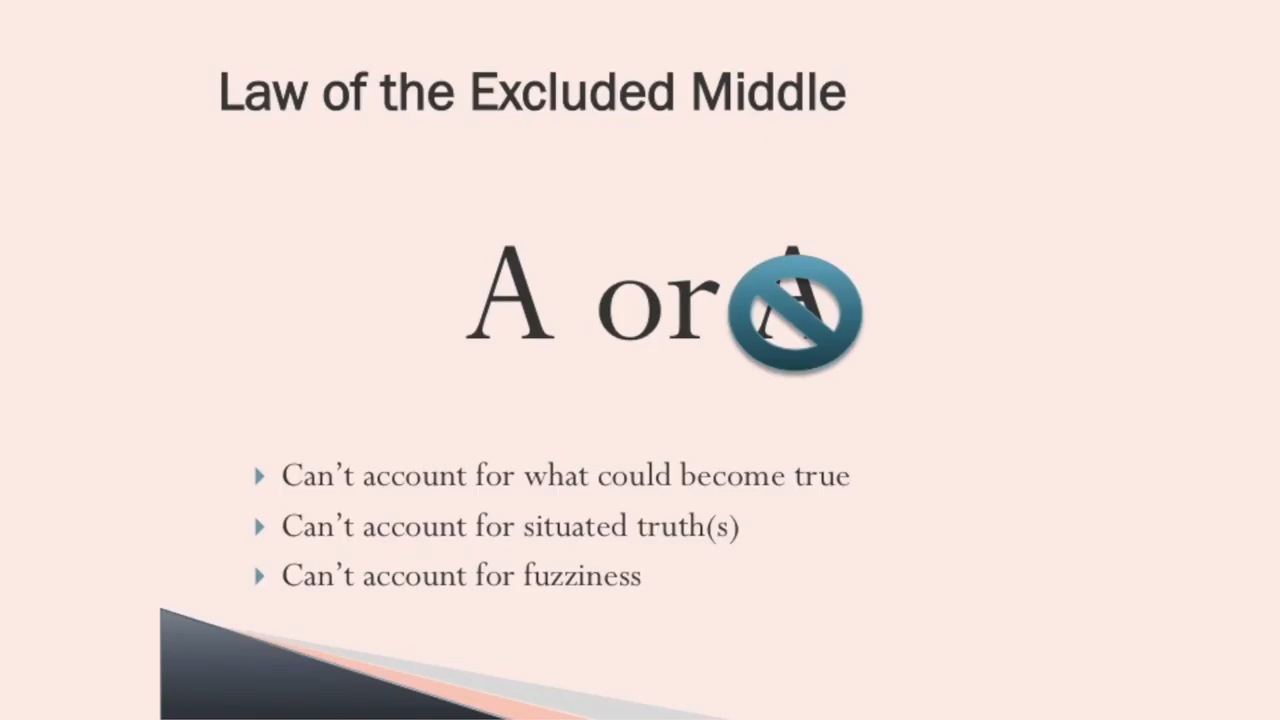 Law of the Excluded Middle
A or A
Can't account for what could become true
Can't account for situated truth(s)
Can't account for fuzziness